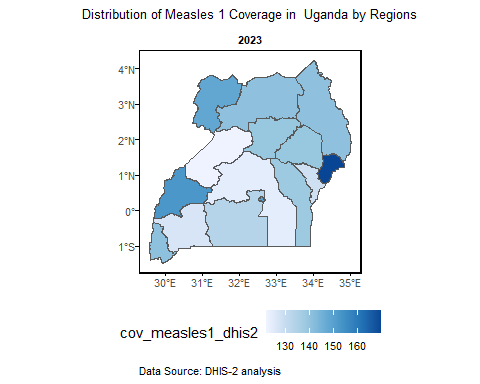 Distribution of Measles 1 Coverage in Uganda by Regions
2023
4°N
3°N
2°N
1°N
0°
1°S
30°E 31°E 32°E 33°E 34°E 35°E
cov_measles1_dhis2
130 140 150 160
Data Source: DHIS-2 analysis